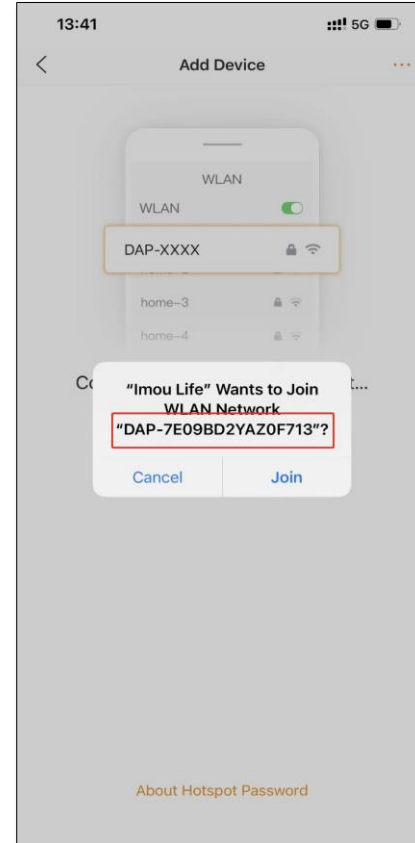 13:41
5G
Add Device
WLAN
WLAN
DAP-XXXX
home-3
home-4
“Imou Life” Wants to Join
WLAN Network
“DAP-7E09BD2YAZ0F713”?
Cancel
Join
About Hotspot Password